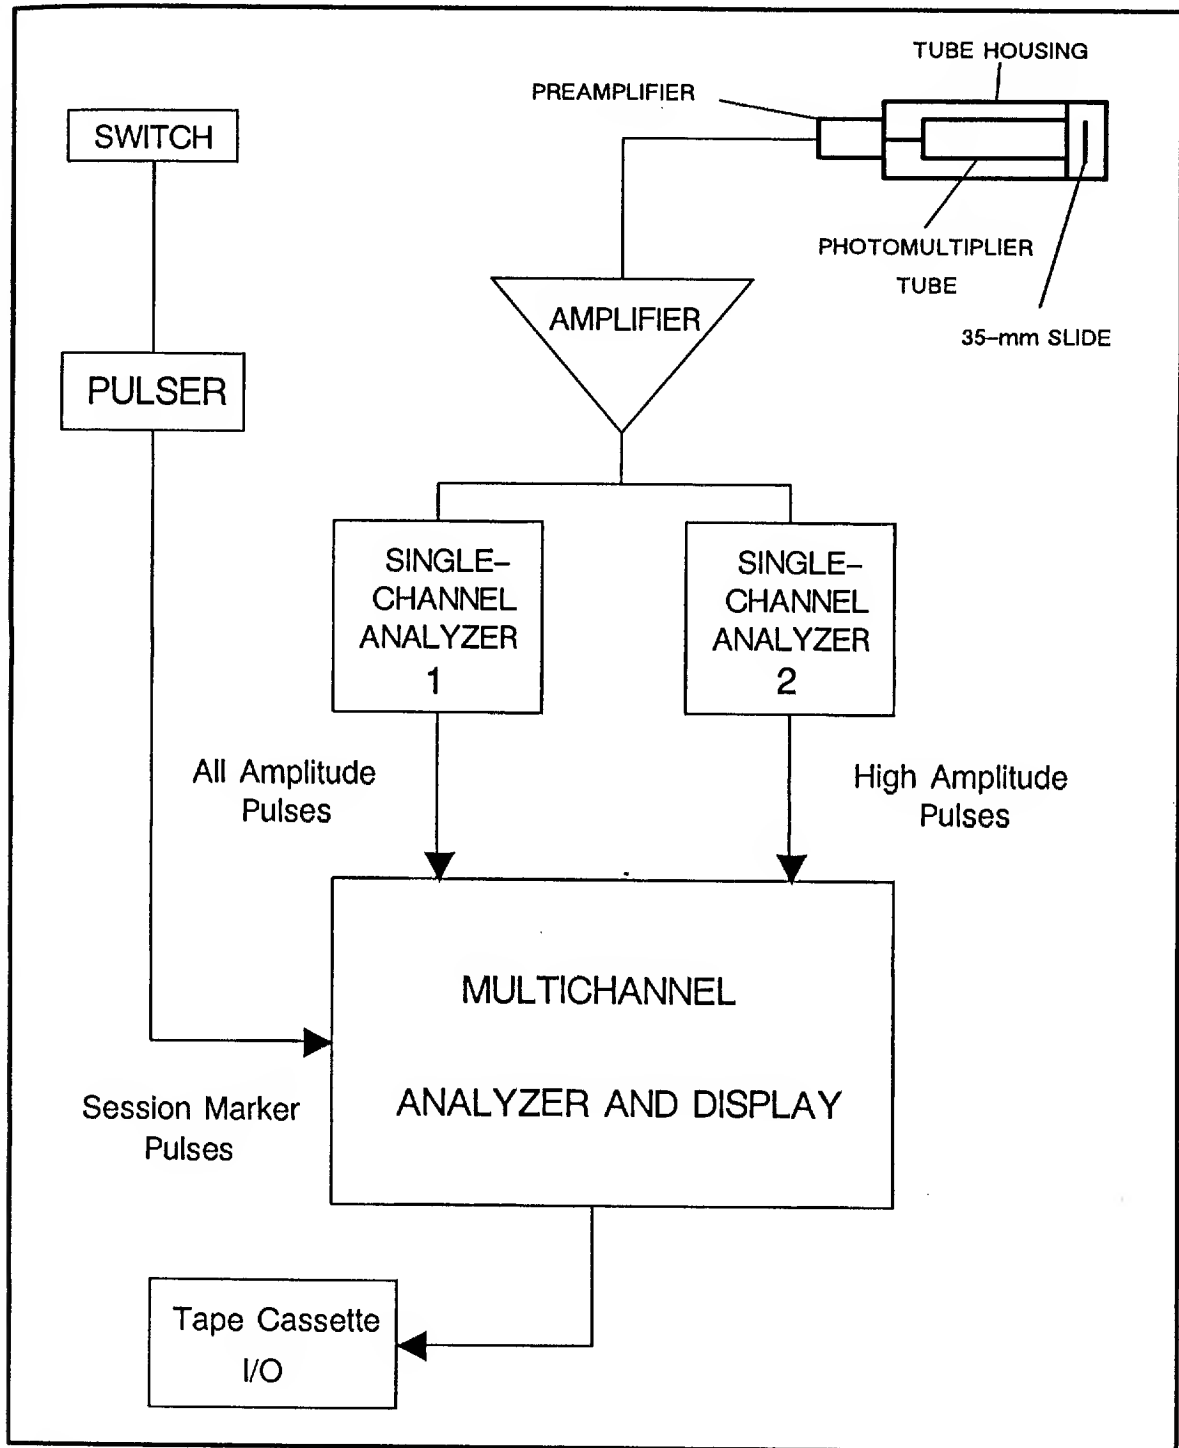 TUBE HOUSING
PREAMPLIFIER
SWITCH
PHOTOMULTIPLIER
TUBE
35-mm SLIDE
AMPLIFIER
PULSER
SINGLE-
CHANNEL
ANALYZER
1
SINGLE-
CHANNEL
ANALYZER
2
All Amplitude
Pulses
High Amplitude
Pulses
MULTICHANNEL
ANALYZER AND DISPLAY
Session Marker
Pulses
Tape Cassette
I/O